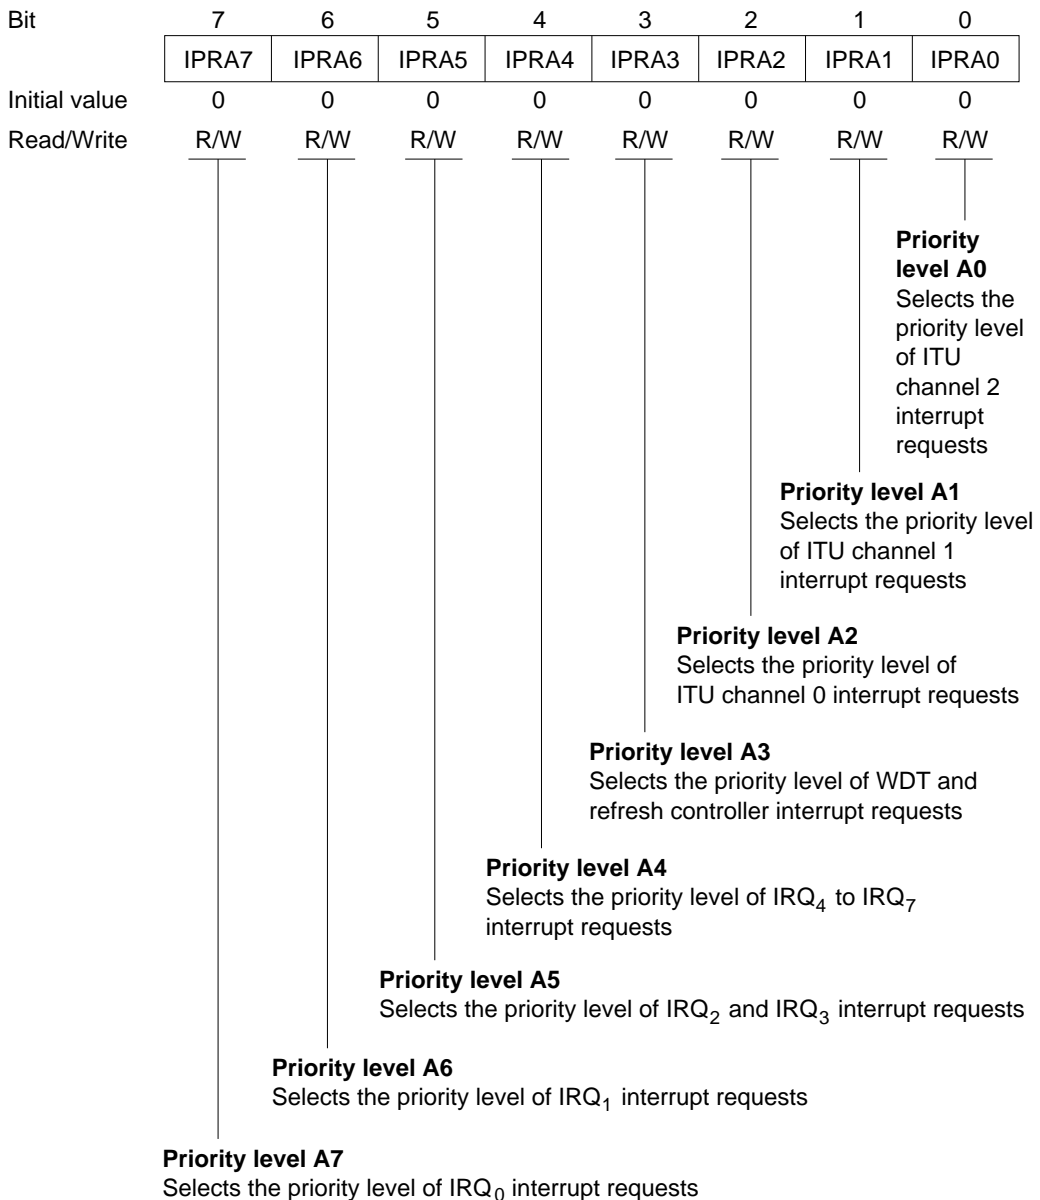 Bit 7 6 5 4 3 2 1 0
IPRA7 IPRA6 IPRA5 IPRA4 IPRA3 IPRA2 IPRA1 IPRA0
Initial value 0 0 0 0 0 0 0 0
Read/Write R/W R/W R/W R/W R/W R/W R/W R/W
Priority
level A0
Selects the
priority level
of ITU
channel 2
interrupt
requests
Priority level A1
Selects the priority level
of ITU channel 1
interrupt requests
Priority level A2
Selects the priority level of
ITU channel 0 interrupt requests
Priority level A3
Selects the priority level of WDT and
refresh controller interrupt requests
Priority level A4
Selects the priority level of IRQ₄ to IRQ₇
interrupt requests
Priority level A5
Selects the priority level of IRQ₂ and IRQ₃ interrupt requests
Priority level A6
Selects the priority level of IRQ₁ interrupt requests
Priority level A7
Selects the priority level of IRQ₀ interrupt requests